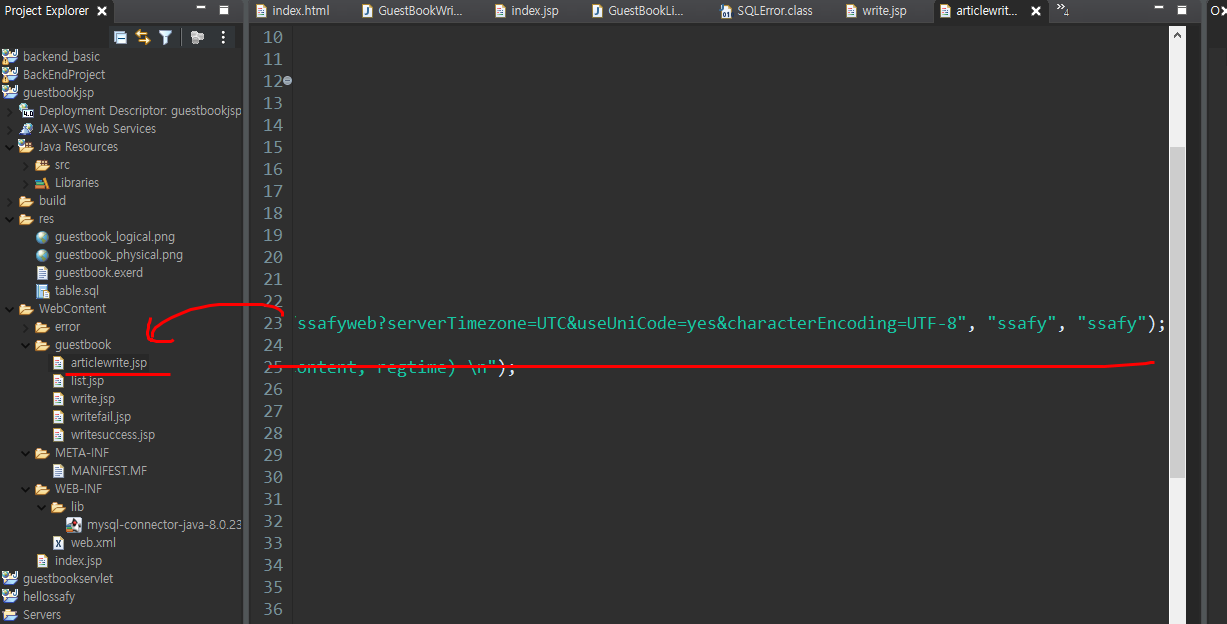 Project Explorer
index.html
GuestBookWri...
index.jsp
GuestBookLi...
SQLError.class
write.jsp
articlewrit...
4
backend_basic
BackEndProject
guestbookjsp
Deployment Descriptor: guestbookjsp
JAX-WS Web Services
Java Resources
src
Libraries
build
res
guestbook_logical.png
guestbook_physical.png
guestbook.exerd
table.sql
WebContent
error
guestbook
articlewrite.jsp
list.jsp
write.jsp
writefail.jsp
writesuccess.jsp
META-INF
MANIFEST.MF
WEB-INF
lib
mysql-connector-java-8.0.23
web.xml
index.jsp
guestbookservlet
hellossafy
Servers
10
11
12
13
14
15
16
17
18
19
20
21
22
23 ssafyweb?serverTimezone=UTC&useUniCode=yes&characterEncoding=UTF-8", "ssafy", "ssafy");
24
25 ontent, regtime) \n");
26
27
28
29
30
31
32
33
34
35
36